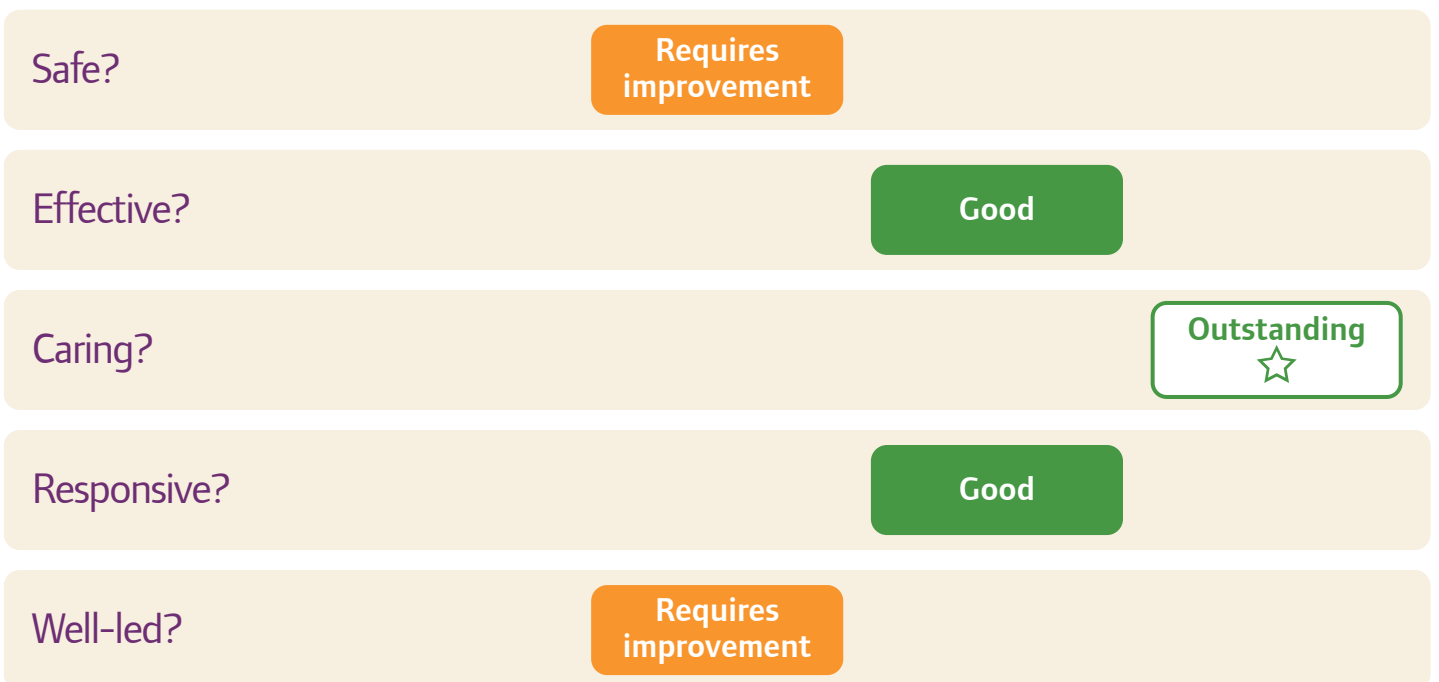 Safe?
Requires
improvement
Effective?
Good
Caring?
Outstanding
Responsive?
Good
Well-led?
Requires
improvement